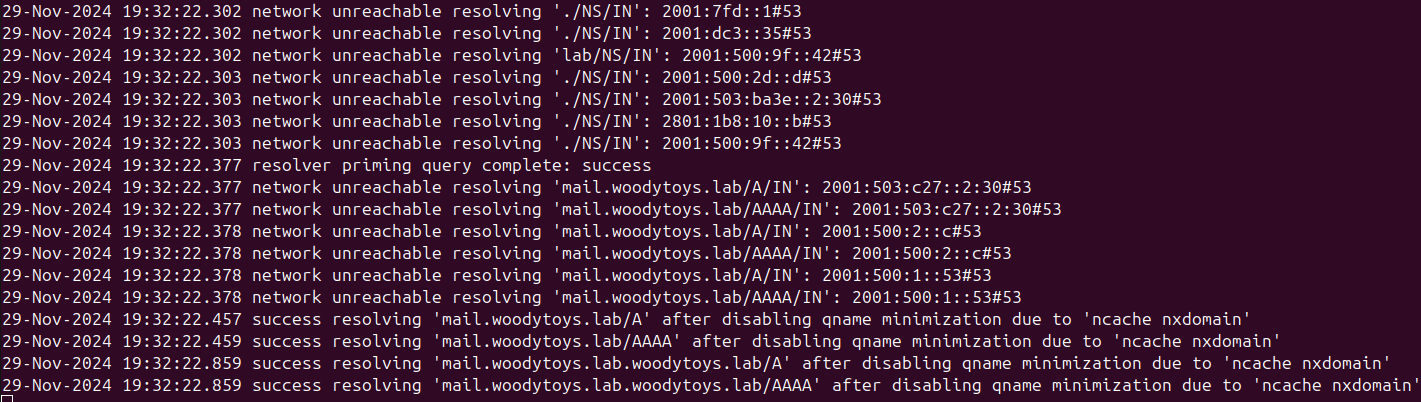 29-Nov-2024 19:32:22.302 network unreachable resolving './NS/IN': 2001:7fd::1#53
29-Nov-2024 19:32:22.302 network unreachable resolving './NS/IN': 2001:dc3::35#53
29-Nov-2024 19:32:22.302 network unreachable resolving 'lab/NS/IN': 2001:500:9f::42#53
29-Nov-2024 19:32:22.303 network unreachable resolving './NS/IN': 2001:500:2d::d#53
29-Nov-2024 19:32:22.303 network unreachable resolving './NS/IN': 2001:503:ba3e::2:30#53
29-Nov-2024 19:32:22.303 network unreachable resolving './NS/IN': 2801:1b8:10::b#53
29-Nov-2024 19:32:22.303 network unreachable resolving './NS/IN': 2001:500:9f::42#53
29-Nov-2024 19:32:22.377 resolver priming query complete: success
29-Nov-2024 19:32:22.377 network unreachable resolving 'mail.woodytoys.lab/A/IN': 2001:503:c27::2:30#53
29-Nov-2024 19:32:22.377 network unreachable resolving 'mail.woodytoys.lab/AAAA/IN': 2001:503:c27::2:30#53
29-Nov-2024 19:32:22.378 network unreachable resolving 'mail.woodytoys.lab/A/IN': 2001:500:2::c#53
29-Nov-2024 19:32:22.378 network unreachable resolving 'mail.woodytoys.lab/AAAA/IN': 2001:500:2::c#53
29-Nov-2024 19:32:22.378 network unreachable resolving 'mail.woodytoys.lab/A/IN': 2001:500:1::53#53
29-Nov-2024 19:32:22.378 network unreachable resolving 'mail.woodytoys.lab/AAAA/IN': 2001:500:1::53#53
29-Nov-2024 19:32:22.457 success resolving 'mail.woodytoys.lab/A' after disabling qname minimization due to 'ncache nxdomain'
29-Nov-2024 19:32:22.459 success resolving 'mail.woodytoys.lab/AAAA' after disabling qname minimization due to 'ncache nxdomain'
29-Nov-2024 19:32:22.859 success resolving 'mail.woodytoys.lab.woodytoys.lab/A' after disabling qname minimization due to 'ncache nxdomain'
29-Nov-2024 19:32:22.859 success resolving 'mail.woodytoys.lab.woodytoys.lab/AAAA' after disabling qname minimization due to 'ncache nxdomain'